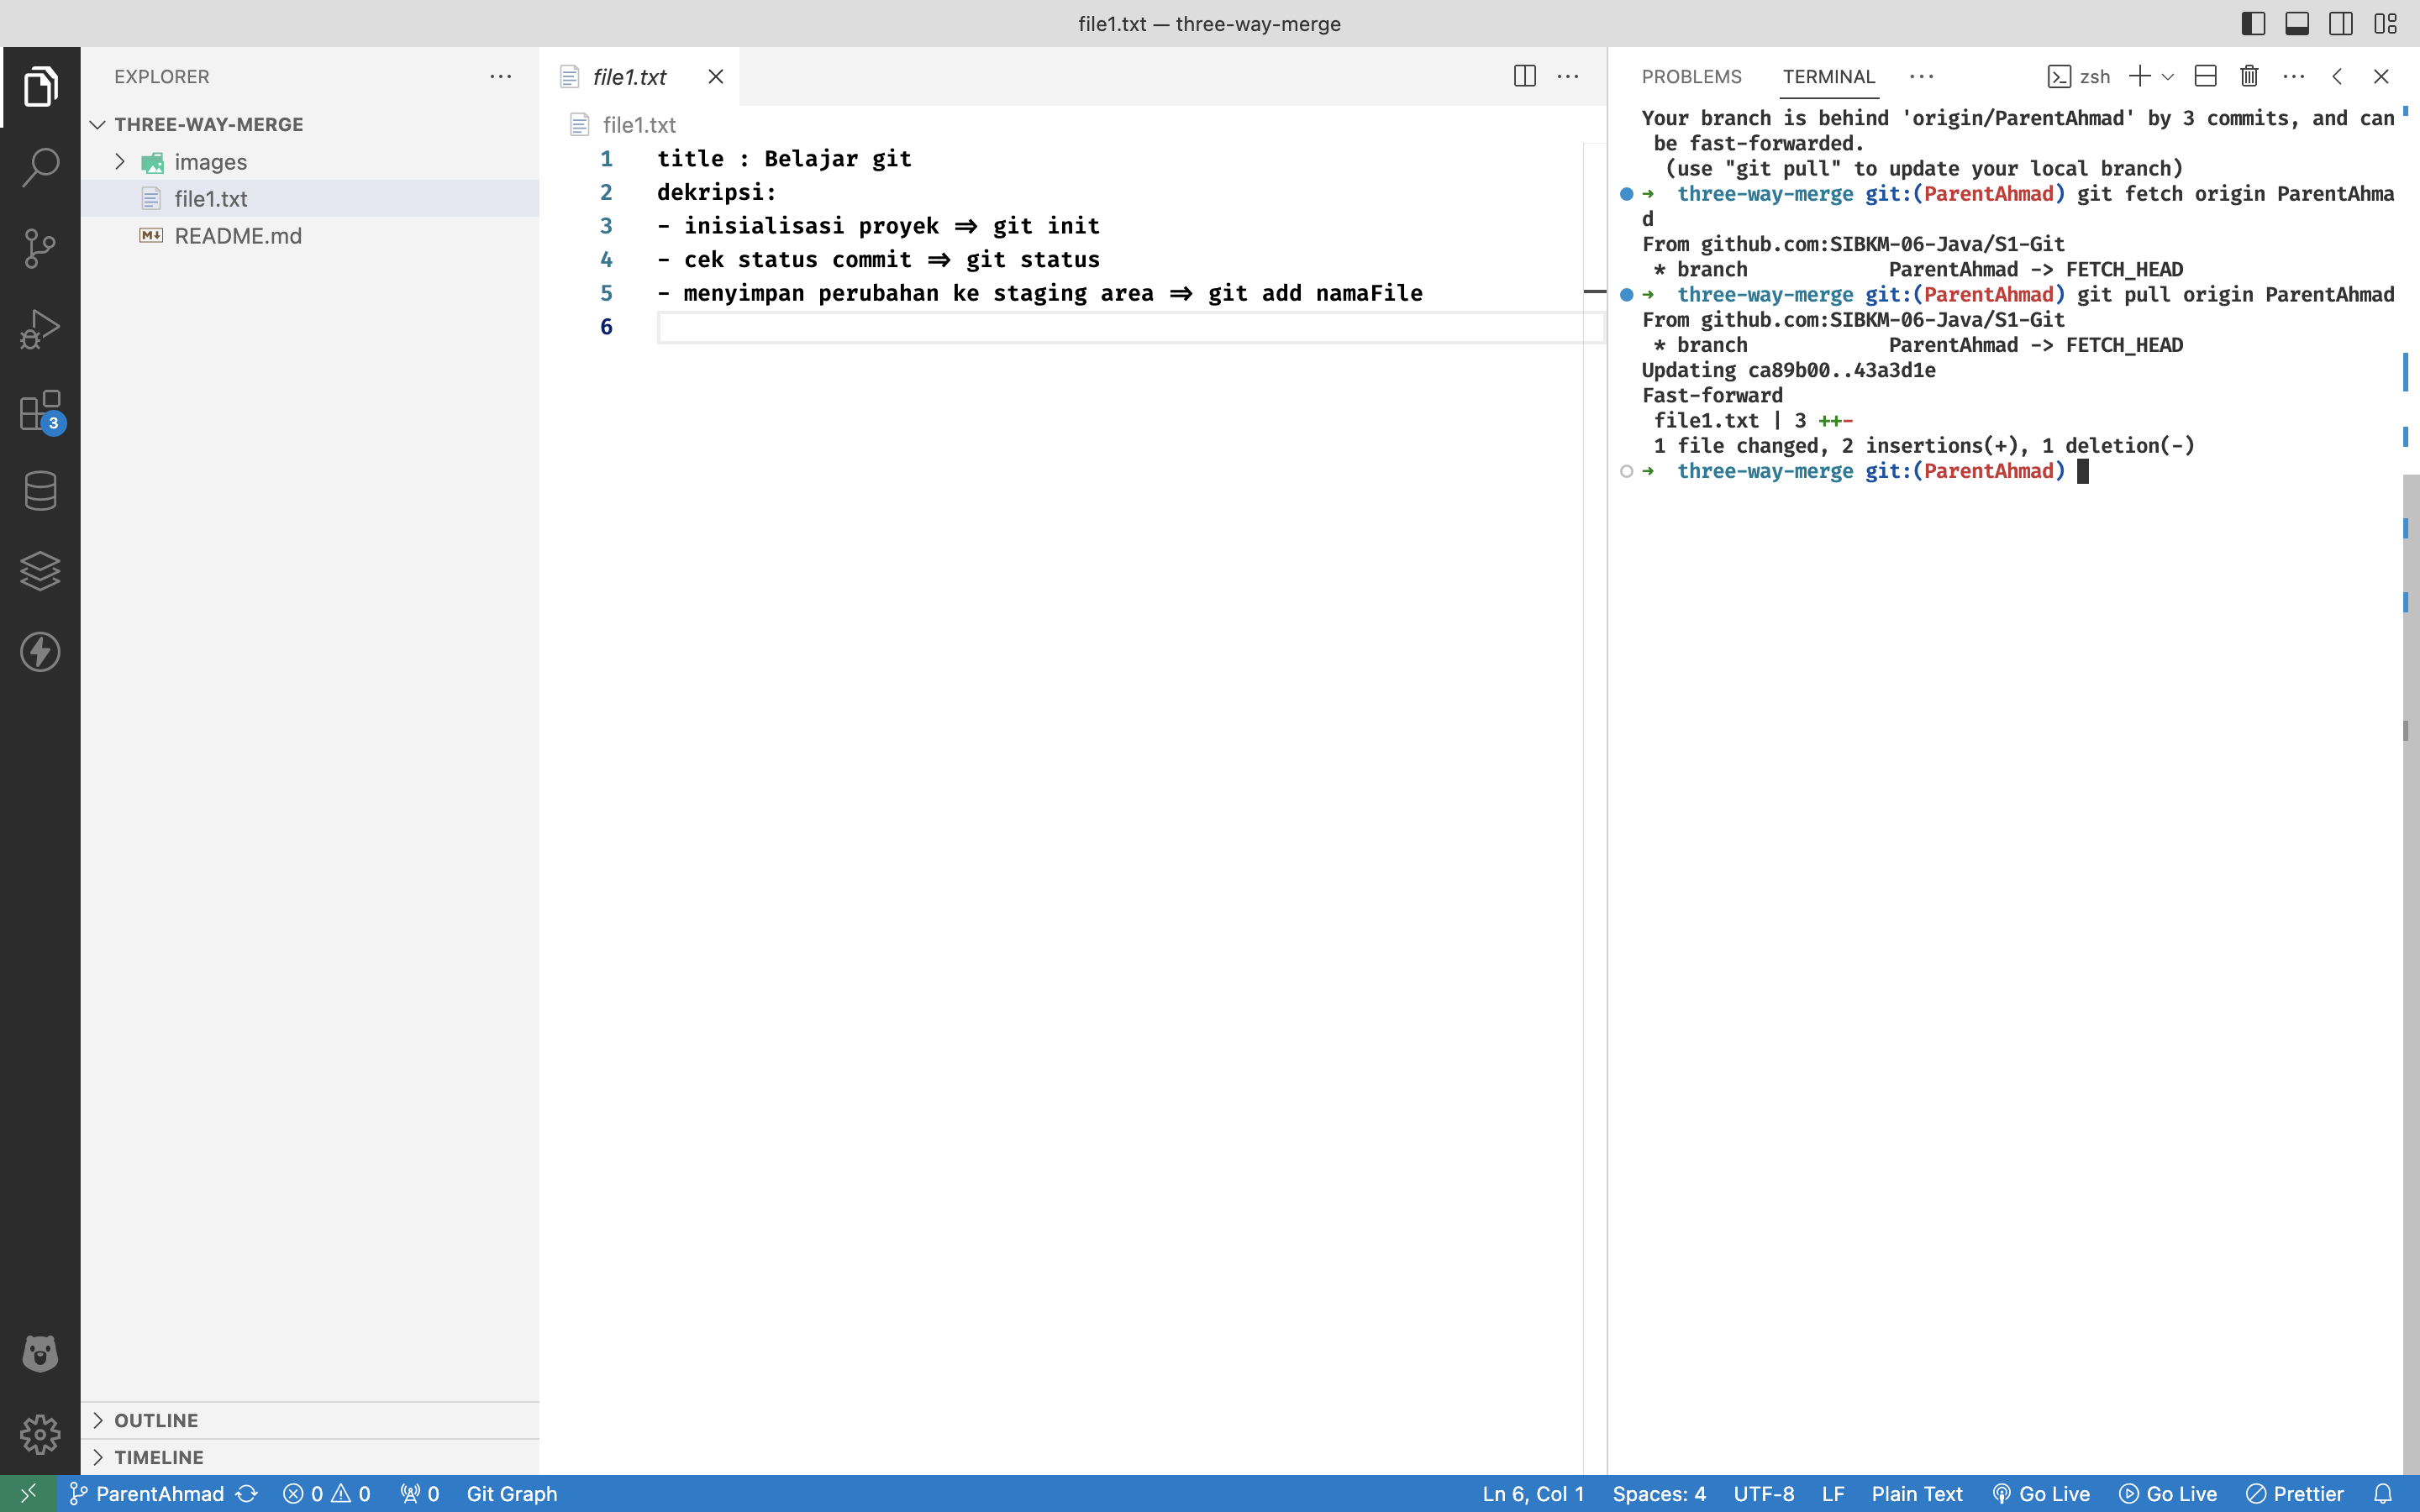 file1.txt — three-way-merge
EXPLORER
THREE-WAY-MERGE
images
file1.txt
README.md
3
OUTLINE
TIMELINE
file1.txt
file1.txt
1 title : Belajar git
2 dekripsi:
3 - inisialisasi proyek => git init
4 - cek status commit => git status
5 - menyimpan perubahan ke staging area => git add namaFile
6
PROBLEMS TERMINAL zsh
Your branch is behind 'origin/ParentAhmad' by 3 commits, and can
be fast-forwarded.
(use "git pull" to update your local branch)
➜ three-way-merge git:(ParentAhmad) git fetch origin ParentAhma
d
From github.com:SIBKM-06-Java/S1-Git
* branch ParentAhmad -> FETCH_HEAD
➜ three-way-merge git:(ParentAhmad) git pull origin ParentAhmad
From github.com:SIBKM-06-Java/S1-Git
* branch ParentAhmad -> FETCH_HEAD
Updating ca89b00..43a3d1e
Fast-forward
file1.txt | 3 ++-
1 file changed, 2 insertions(+), 1 deletion(-)
➜ three-way-merge git:(ParentAhmad)
ParentAhmad 0 0 0 Git Graph Ln 6, Col 1 Spaces: 4 UTF-8 LF Plain Text Go Live Go Live Prettier